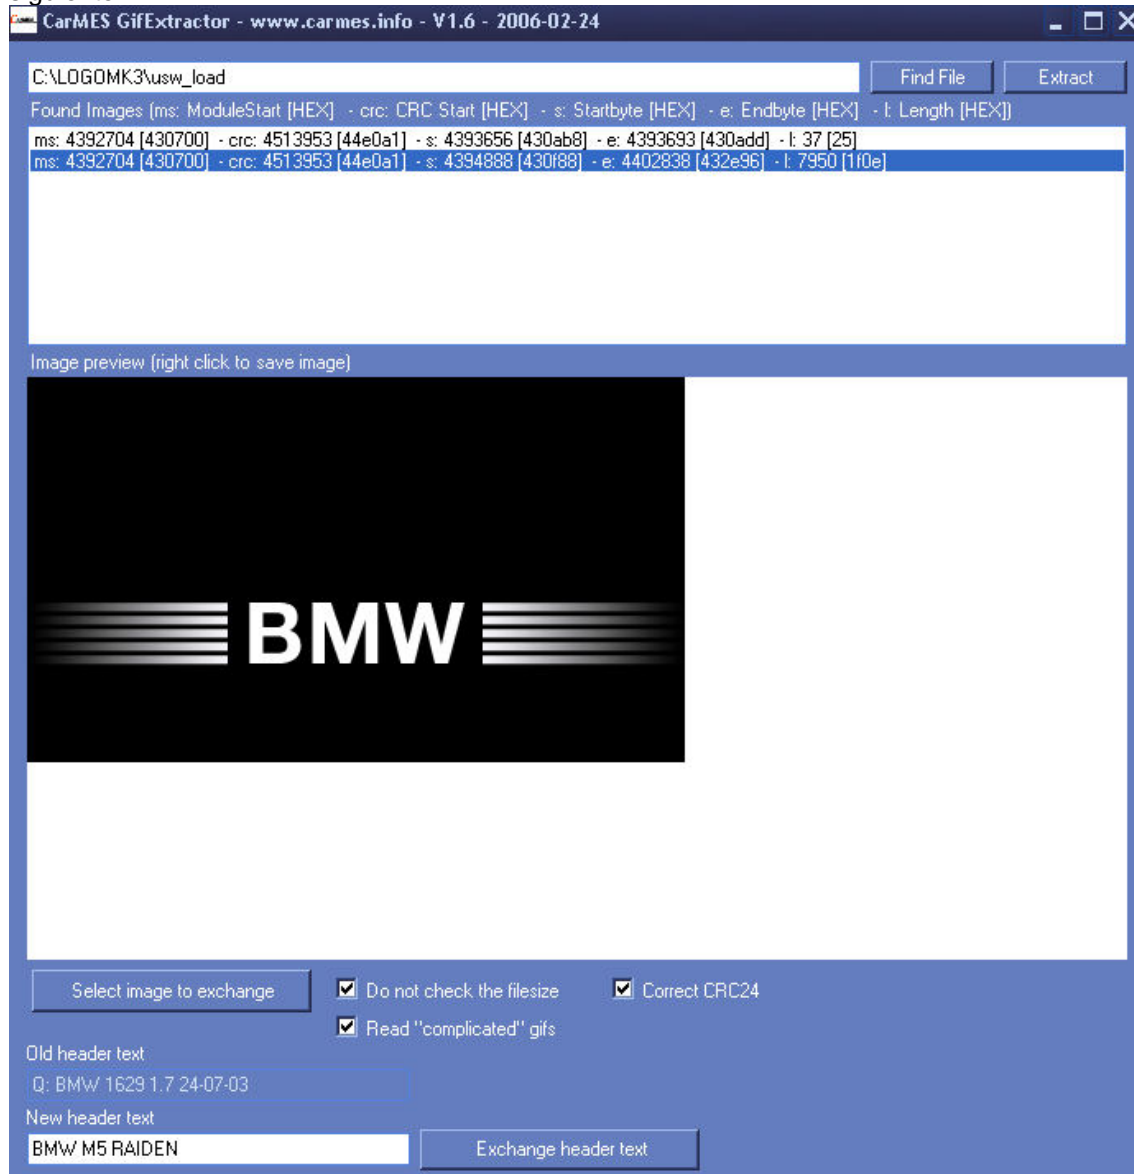 CarMES GifExtractor - www.carmes.info - V1.6 - 2006-02-24
C:\LOGOMK3\usw_load
Find File
Extract
Found Images (ms: ModuleStart [HEX] - crc: CRC Start [HEX] - s: Startbyte [HEX] - e: Endbyte [HEX] - l: Length [HEX])
ms: 4392704 [430700] - crc: 4513953 [44e0a1] - s: 4393656 [430ab8] - e: 4393693 [430add] - l: 37 [25]
ms: 4392704 [430700] - crc: 4513953 [44e0a1] - s: 4394888 [430f88] - e: 4402838 [432e96] - l: 7950 [1f0e]
Image preview (right click to save image)
BMW
Select image to exchange
Do not check the filesize
Correct CRC24
Read "complicated" gifs
Old header text
Q: BMW 1629 1.7 24-07-03
New header text
BMW M5 RAIDEN
Exchange header text